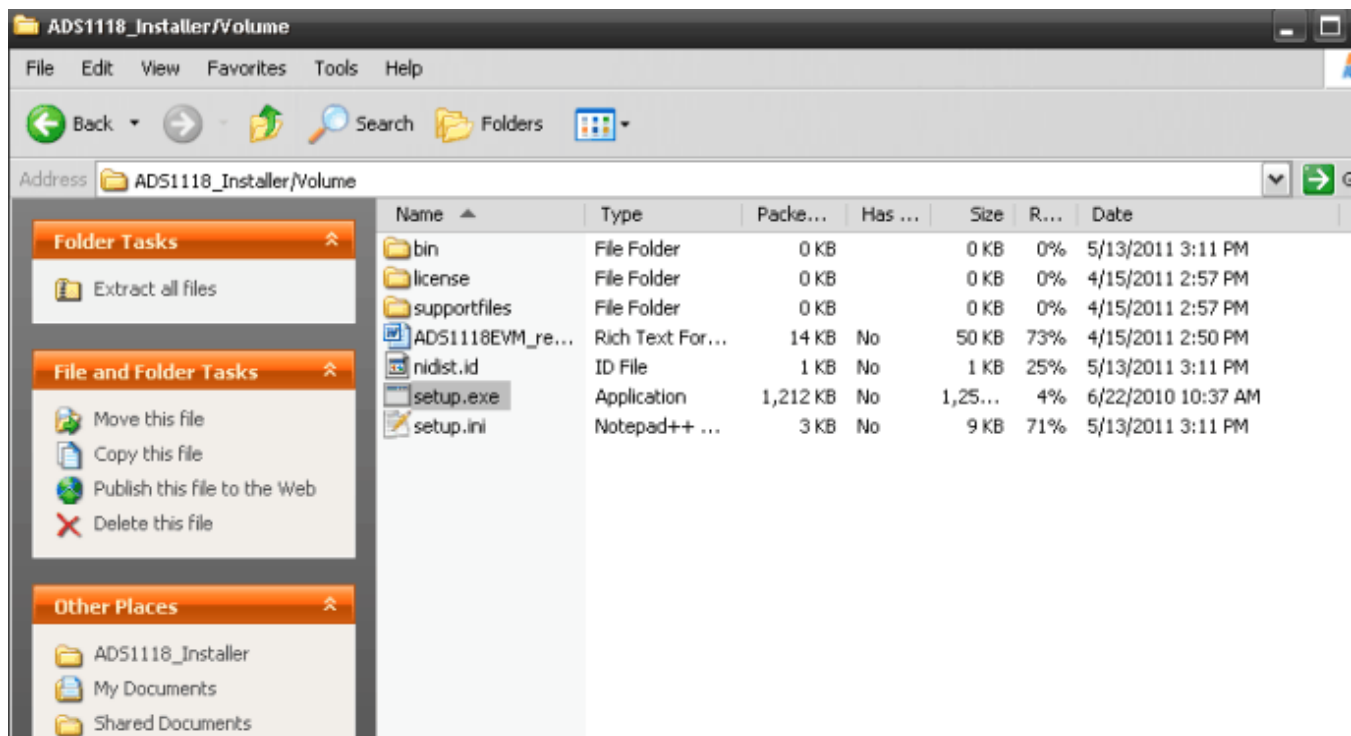 ADS1118_Installer/Volume
File Edit View Favorites Tools Help
Back Search Folders
Address ADS1118_Installer/Volume G
Name Type Packe... Has ... Size R... Date
Folder Tasks
Extract all files
File and Folder Tasks
Move this file
Copy this file
Publish this file to the Web
Delete this file
Other Places
ADS1118_Installer
My Documents
Shared Documents
bin File Folder 0 KB 0 KB 0% 5/13/2011 3:11 PM
license File Folder 0 KB 0 KB 0% 4/15/2011 2:57 PM
supportfiles File Folder 0 KB 0 KB 0% 4/15/2011 2:57 PM
ADS1118EVM_re... Rich Text For... 14 KB No 50 KB 73% 4/15/2011 2:50 PM
nidist.id ID File 1 KB No 1 KB 25% 5/13/2011 3:11 PM
setup.exe Application 1,212 KB No 1,25... 4% 6/22/2010 10:37 AM
setup.ini Notepad++ ... 3 KB No 9 KB 71% 5/13/2011 3:11 PM